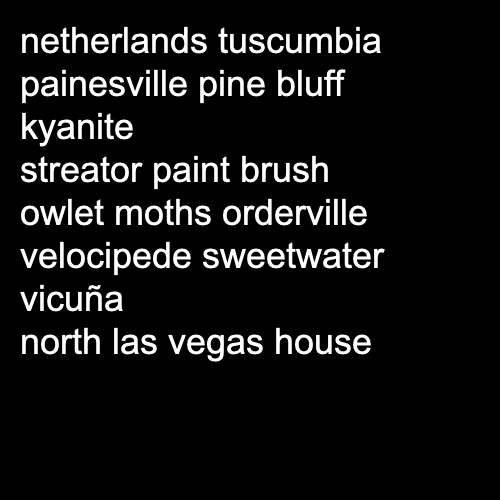 netherlands tuscumbia
painesville pine bluff
kyanite
streator paint brush
owlet moths orderville
velocipede sweetwater
vicuña
north las vegas house